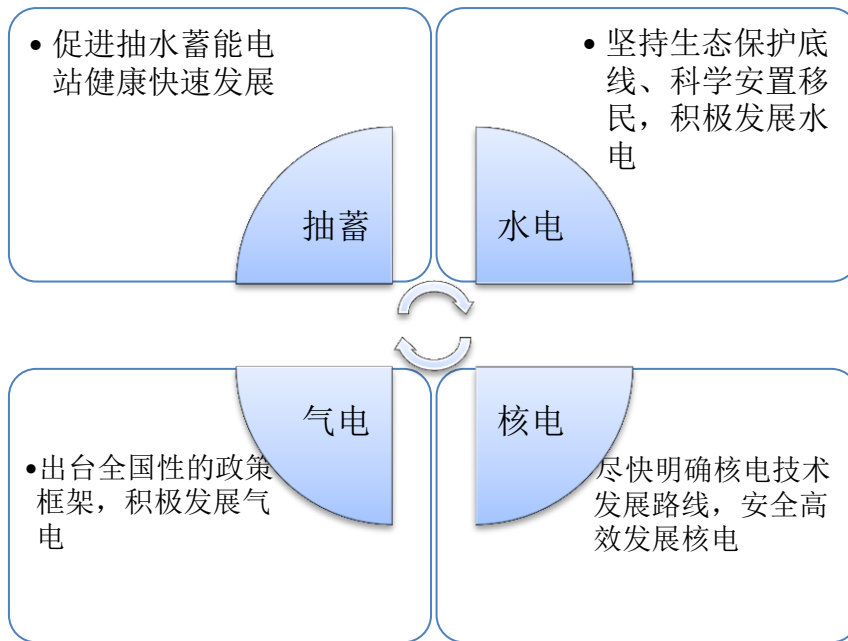 • 促进抽水蓄能电
站健康快速发展
• 坚持生态保护底
线、科学安置移
民，积极发展水
电
抽蓄
水电
气电
核电
•出台全国性的政策
框架，积极发展气
电
尽快明确核电技术
发展路线，安全高
效发展核电